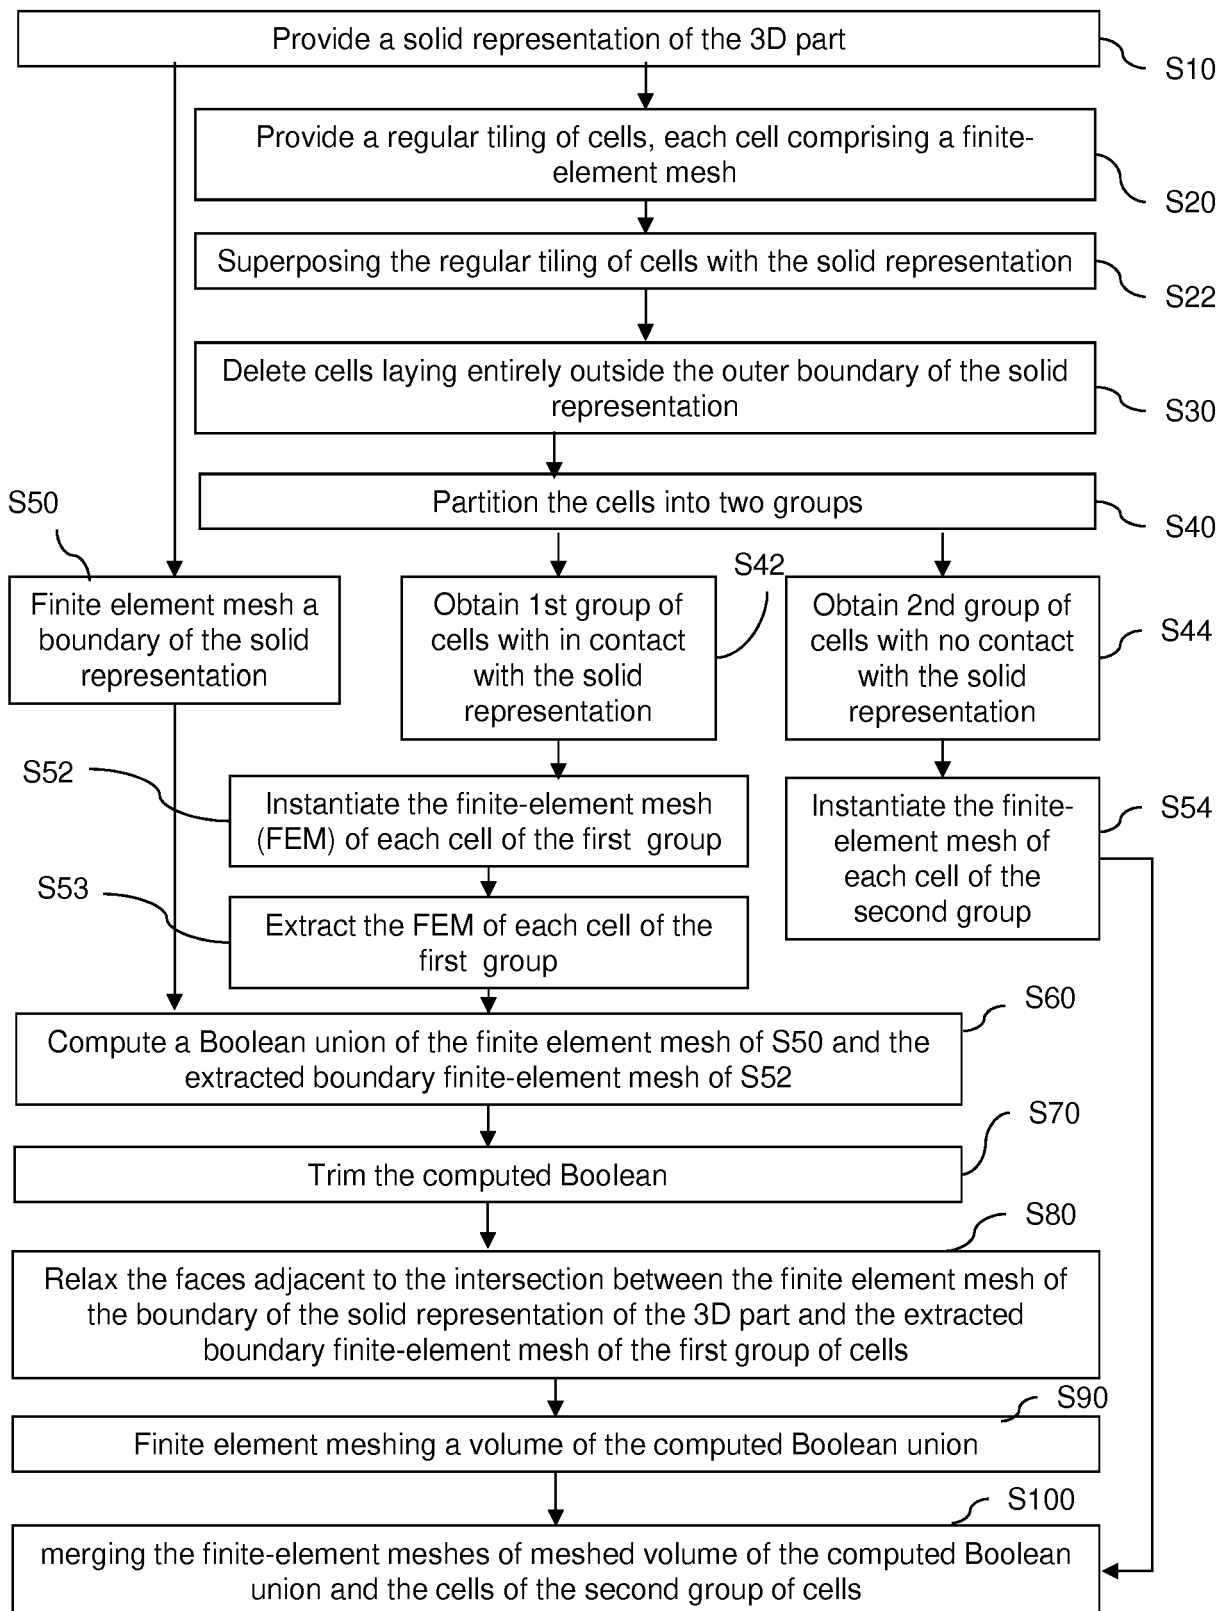 Provide a solid representation of the 3D part
S10
Provide a regular tiling of cells, each cell comprising a finite-
element mesh
S20
Superposing the regular tiling of cells with the solid representation
S22
Delete cells laying entirely outside the outer boundary of the solid
representation
S30
Partition the cells into two groups
S40
S50
Finite element mesh a
boundary of the solid
representation
S42
Obtain 1st group of
cells with in contact
with the solid
representation
Obtain 2nd group of
cells with no contact
with the solid
representation
S44
S52
Instantiate the finite-element mesh
(FEM) of each cell of the first group
Instantiate the finite-
element mesh of
each cell of the
second group
S54
S53
Extract the FEM of each cell of the
first group
S60
Compute a Boolean union of the finite element mesh of S50 and the
extracted boundary finite-element mesh of S52
S70
Trim the computed Boolean
S80
Relax the faces adjacent to the intersection between the finite element mesh of
the boundary of the solid representation of the 3D part and the extracted
boundary finite-element mesh of the first group of cells
S90
Finite element meshing a volume of the computed Boolean union
S100
merging the finite-element meshes of meshed volume of the computed Boolean
union and the cells of the second group of cells